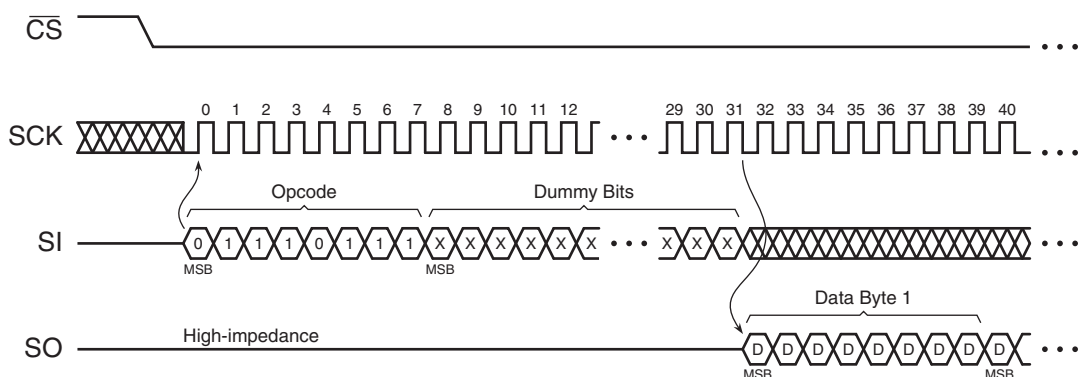 CS
• • •
0 1 2 3 4 5 6 7 8 9 10 11 12 29 30 31 32 33 34 35 36 37 38 39 40
SCK
• • •
• • •
Opcode
Dummy Bits
SI
0 1 1 1 0 1 1 1 X X X X X X • • • X X X
• • •
MSB
MSB
Data Byte 1
High-impedance
SO
D D D D D D D D D
• • •
MSB
MSB